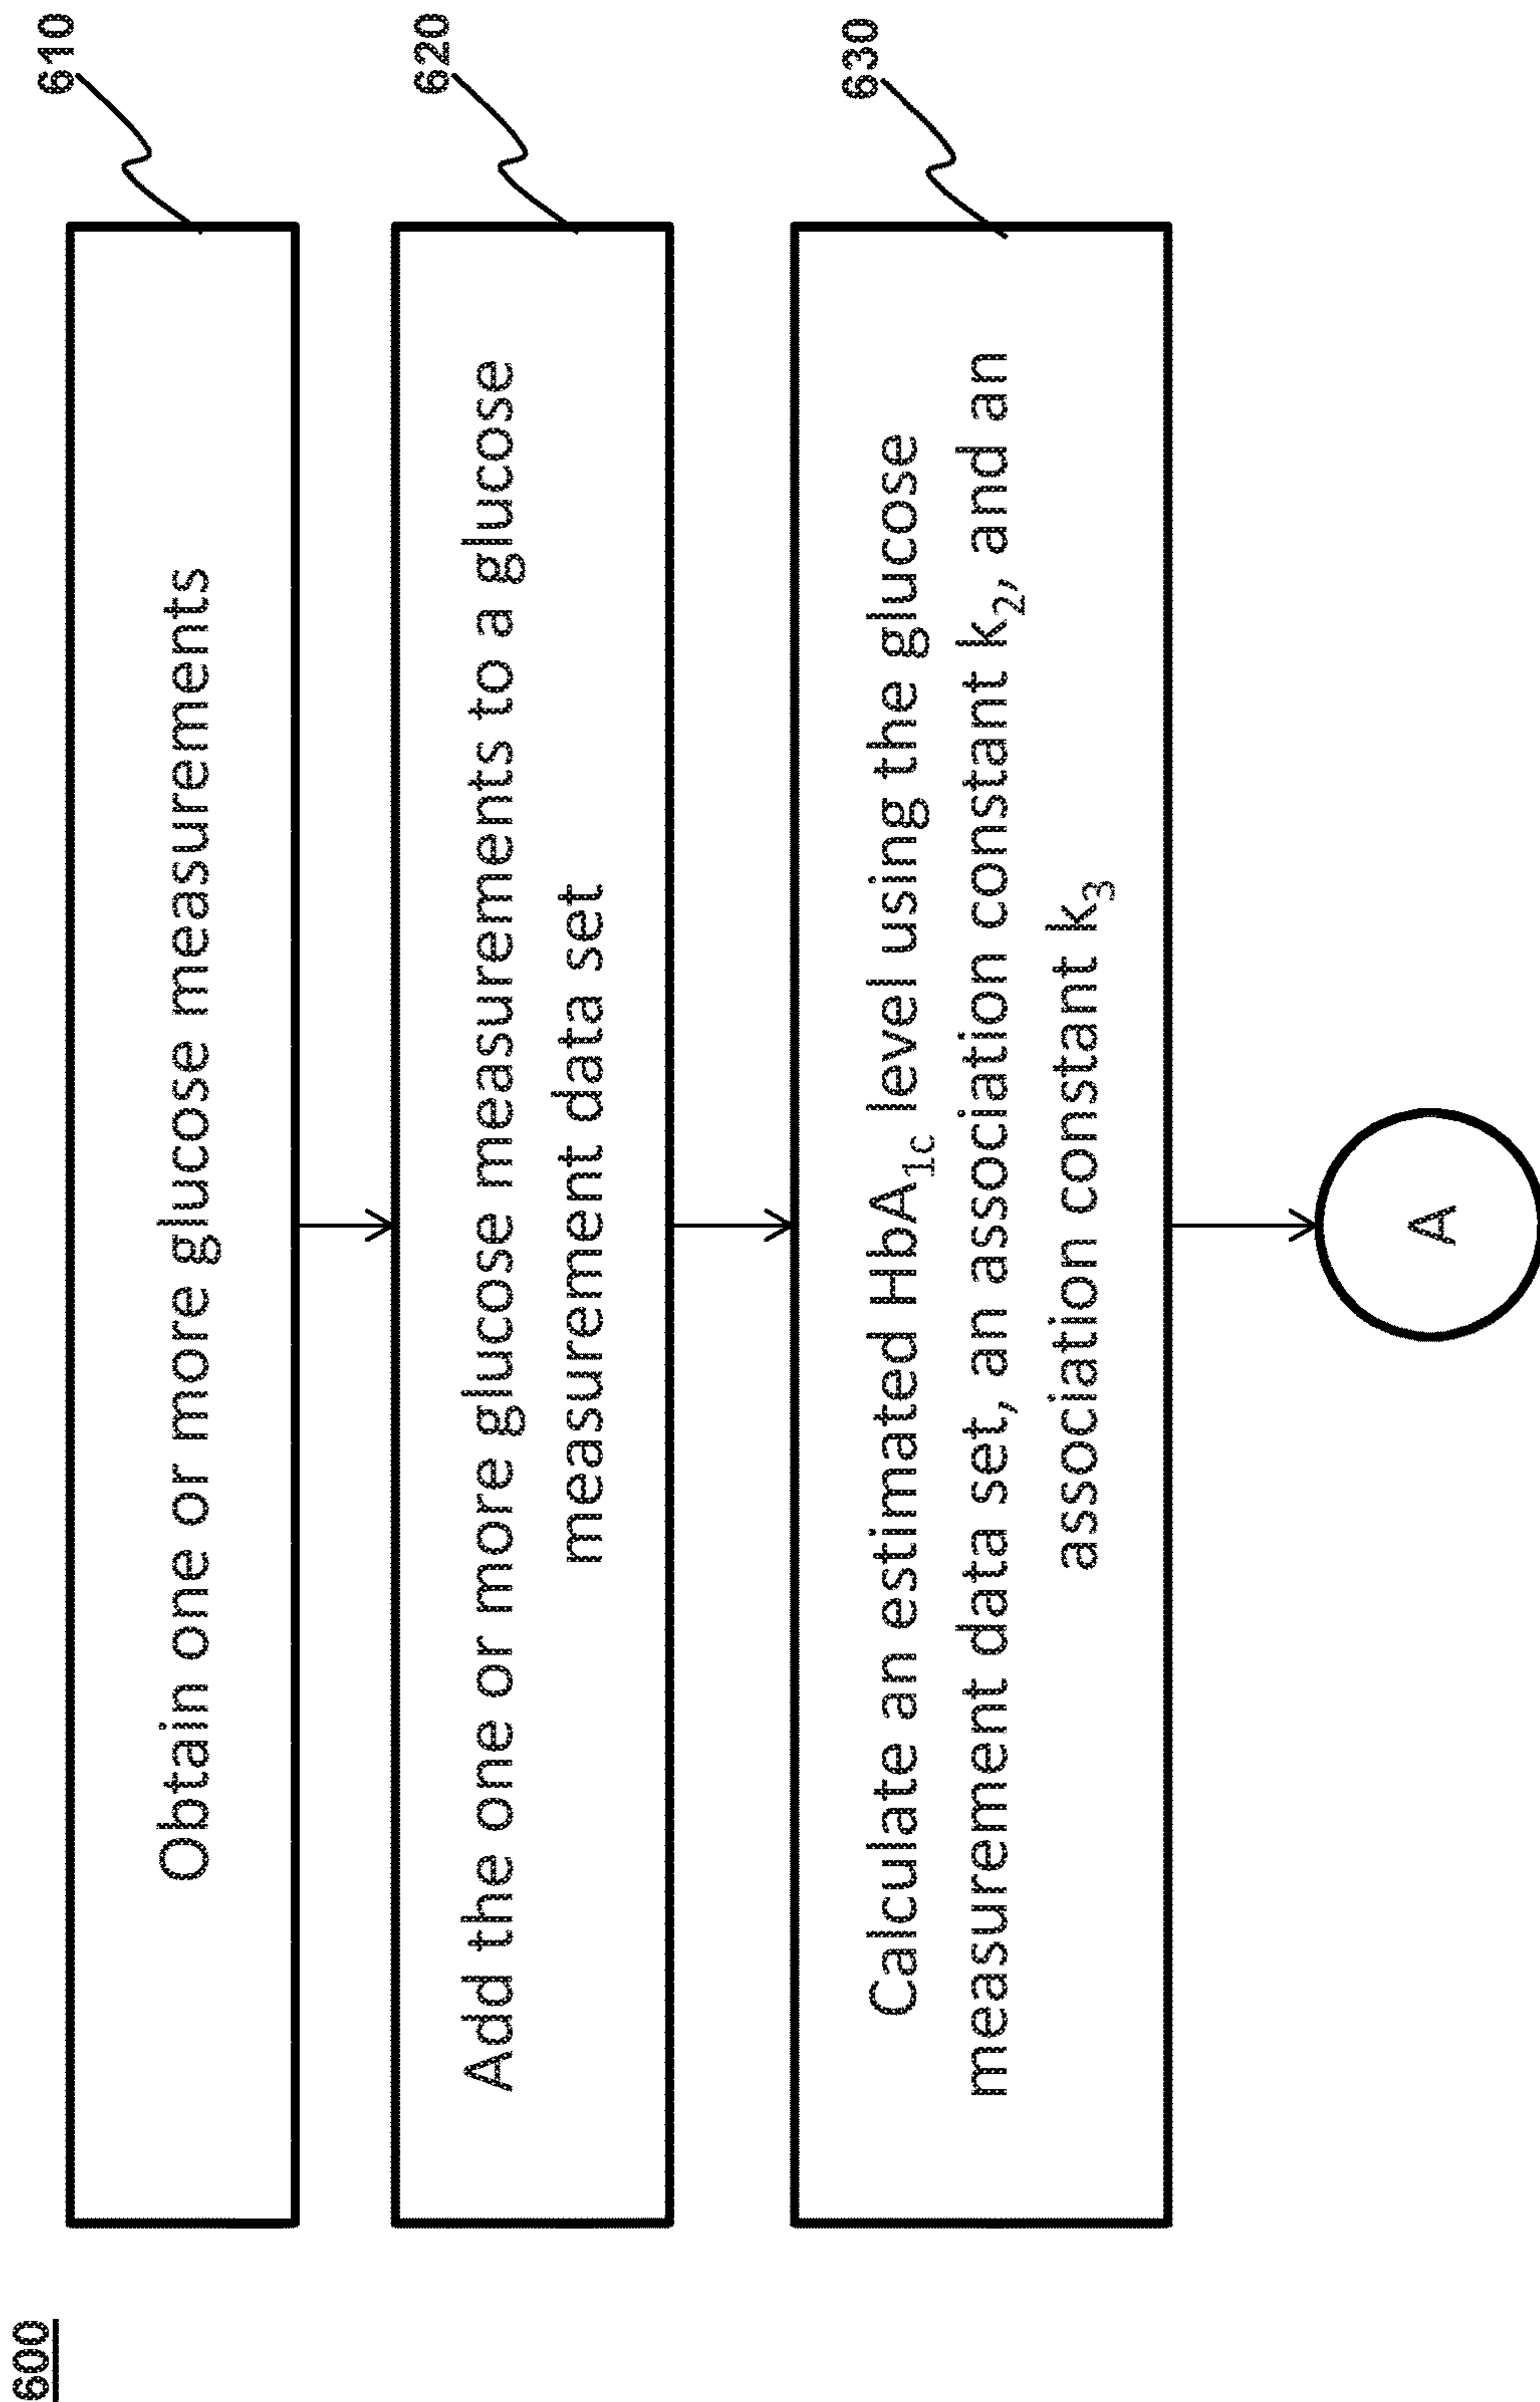 600
610
Obtain one or more glucose measurements
620
Add the one or more glucose measurements to a glucose
measurement data set
630
Calculate an estimated HbA1c level using the glucose
measurement data set, an association constant k2, and an
association constant k3
A